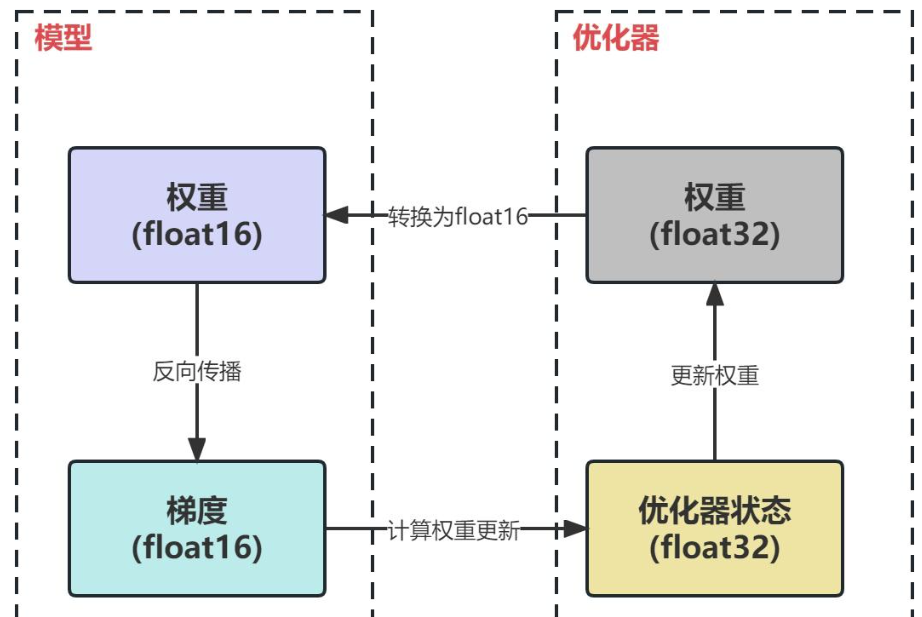 模型
优化器
权重
(float16)
转换为float16
权重
(float32)
反向传播
更新权重
梯度
(float16)
计算权重更新
优化器状态
(float32)